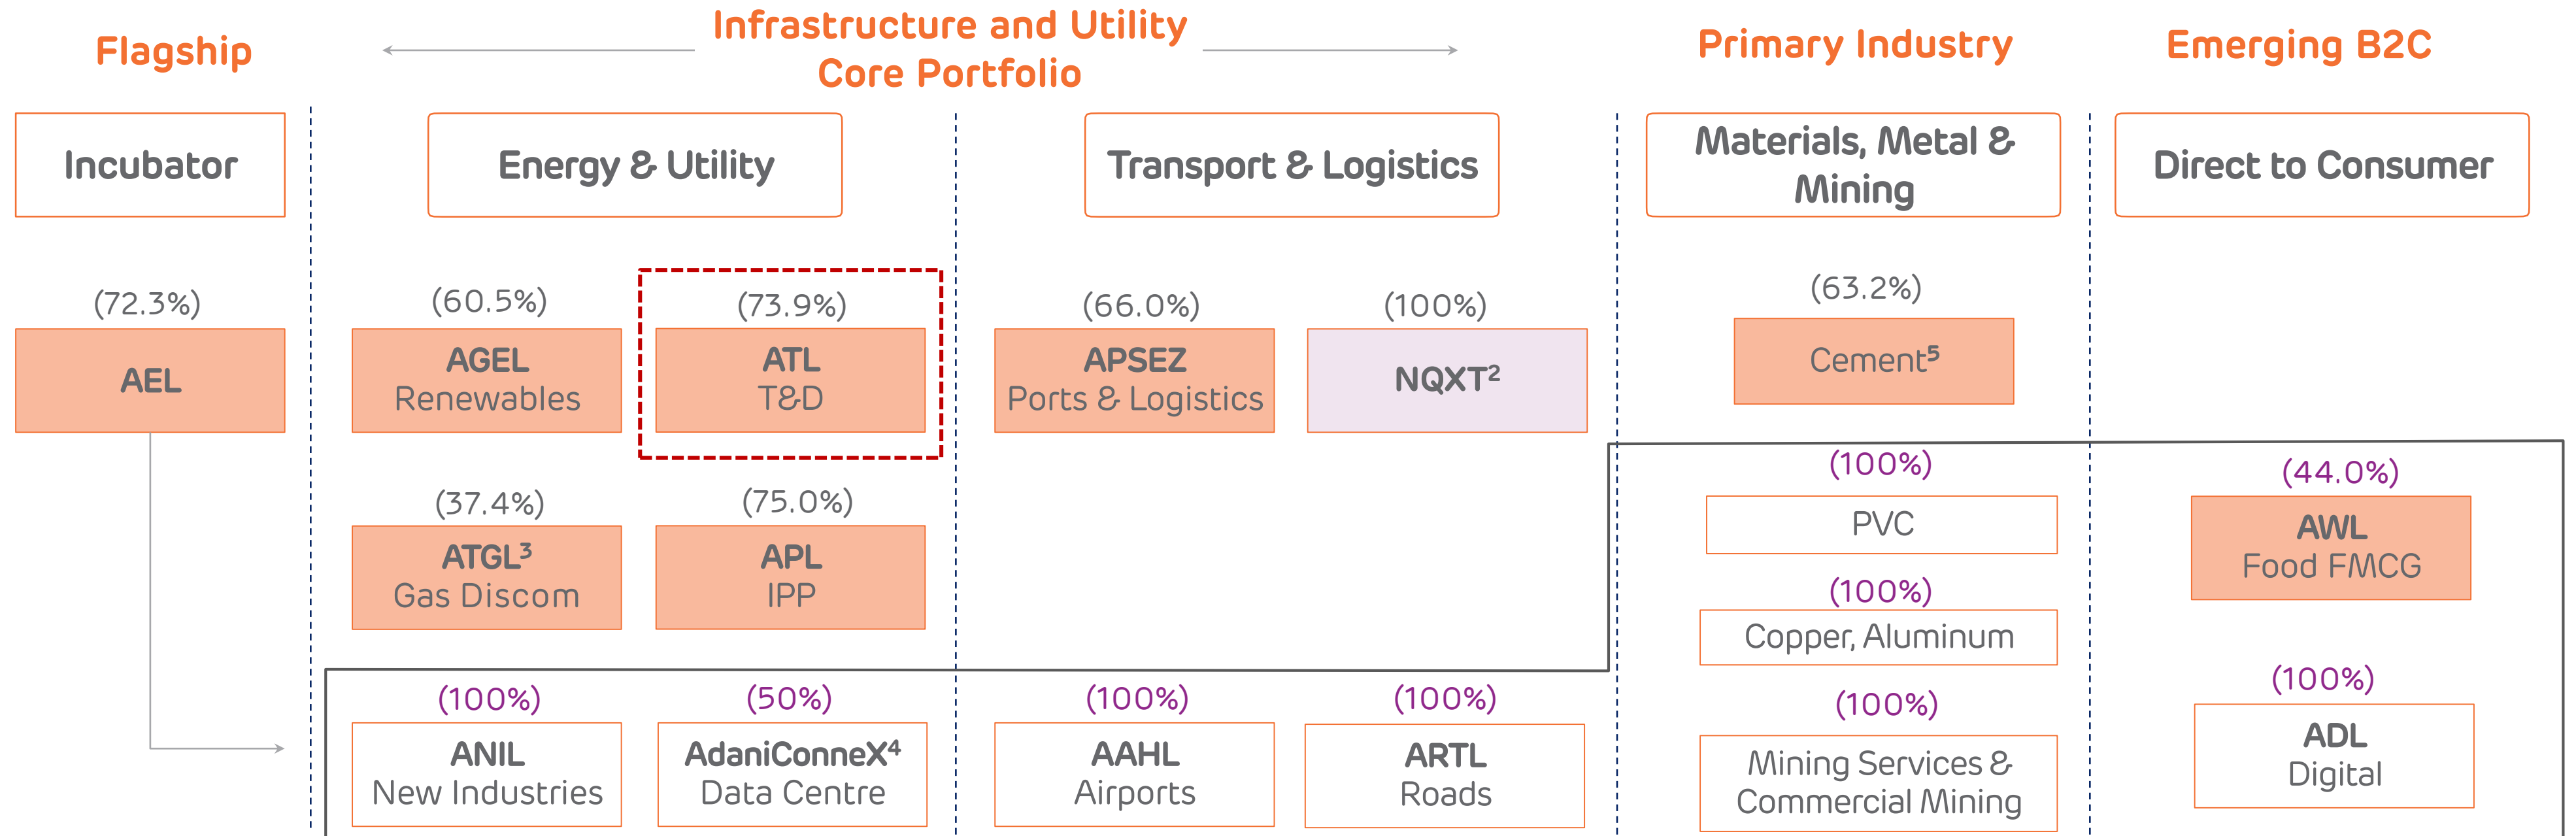 Flagship
Infrastructure and Utility
Core Portfolio
Primary Industry
Emerging B2C
Incubator
Energy & Utility
Transport & Logistics
Materials, Metal &
Mining
Direct to Consumer
(72.3%)
AEL
(60.5%)
AGEL
Renewables
(73.9%)
ATL
T&D
(66.0%)
APSEZ
Ports & Logistics
(100%)
NQXT²
(63.2%)
Cement⁵
(37.4%)
ATGL³
Gas Discom
(75.0%)
APL
IPP
(100%)
PVC
(100%)
Copper, Aluminum
(100%)
Mining Services &
Commercial Mining
(44.0%)
AWL
Food FMCG
(100%)
ADL
Digital
(100%)
ANIL
New Industries
(50%)
AdaniConneX⁴
Data Centre
(100%)
AAHL
Airports
(100%)
ARTL
Roads